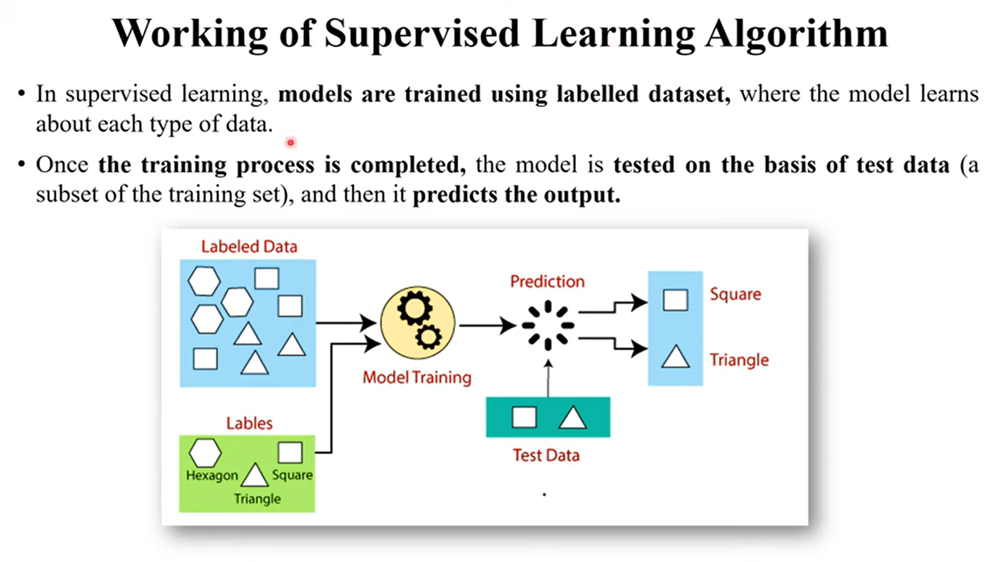 Working of Supervised Learning Algorithm
• In supervised learning, models are trained using labelled dataset, where the model learns
about each type of data.
• Once the training process is completed, the model is tested on the basis of test data (a
subset of the training set), and then it predicts the output.
Labeled Data
Prediction
Square
Triangle
Model Training
Lables
Hexagon
Square
Triangle
Test Data